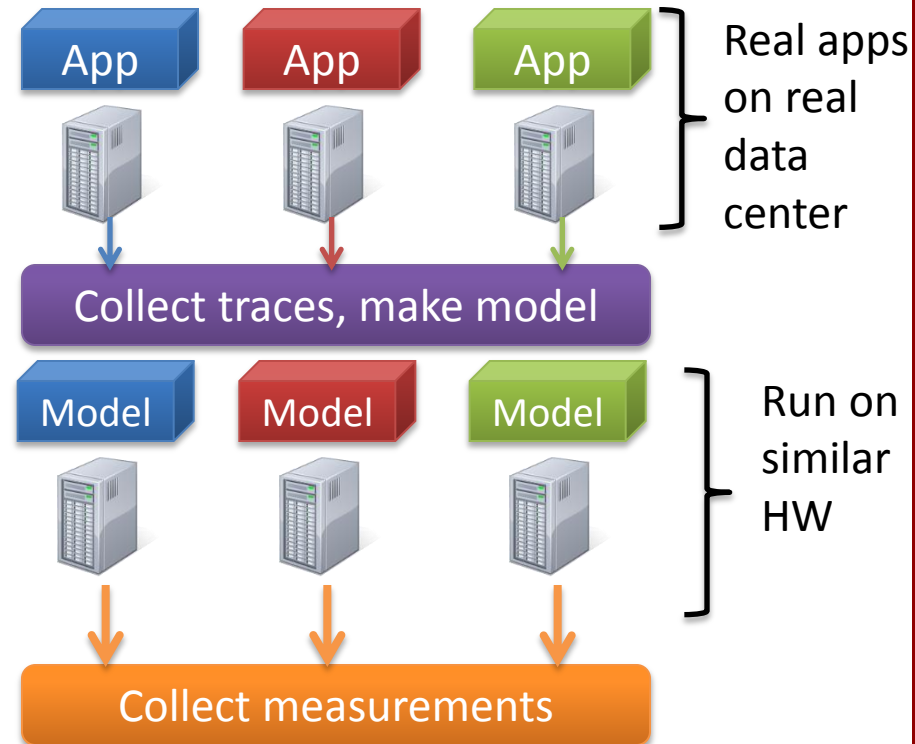 App
App
App
Real apps
on real
data
center
Collect traces, make model
Model
Model
Model
Run on
similar
HW
Collect measurements